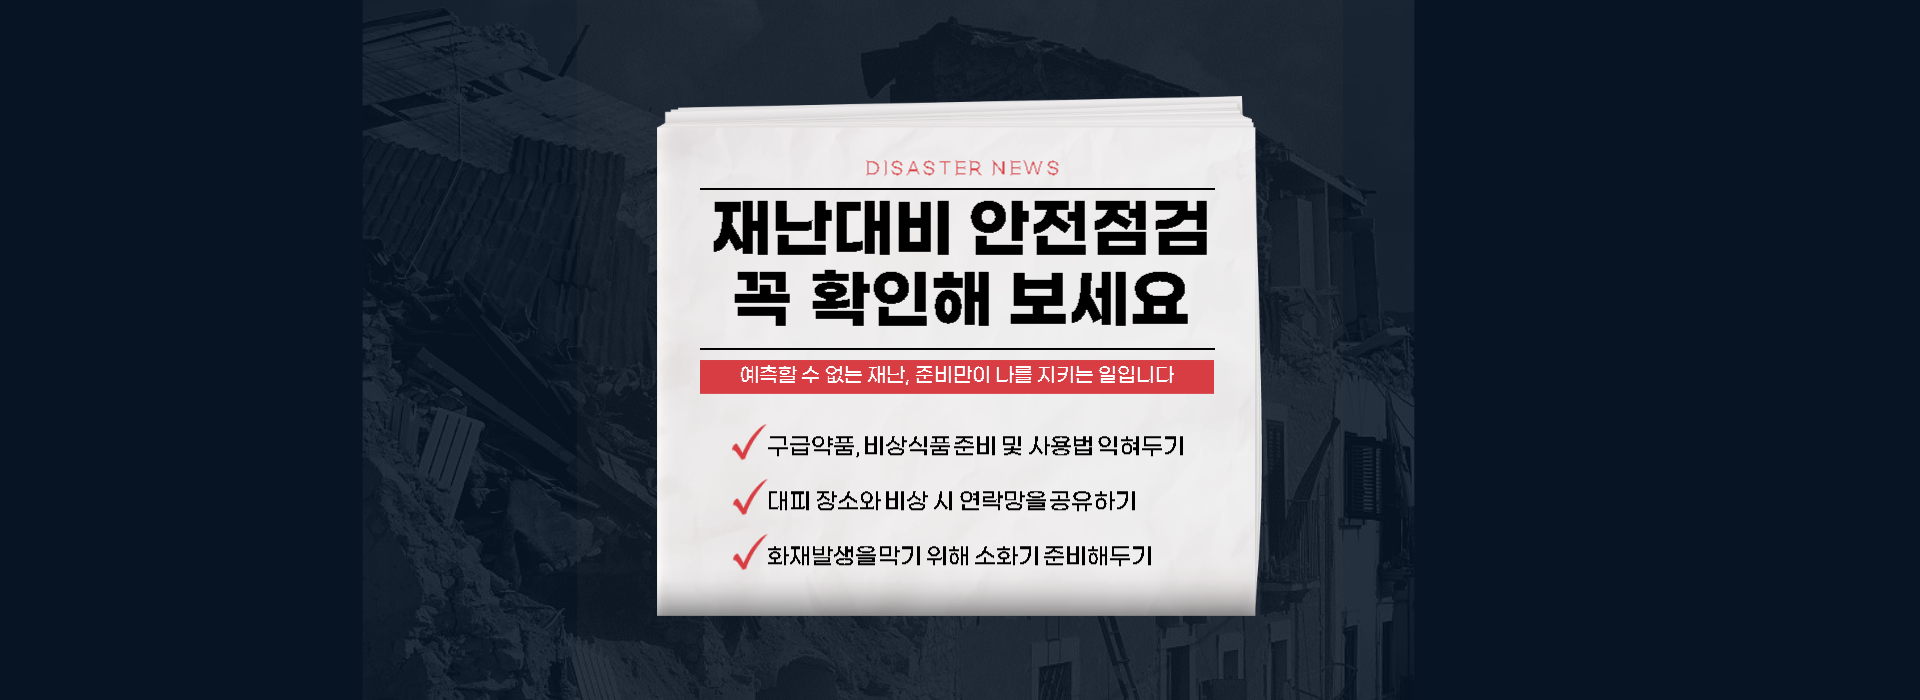 DISASTER NEWS
재난대비 안전점검
꼭 확인해 보세요
예측할 수 없는 재난, 준비만이 나를 지키는 일입니다
구급약품, 비상식품 준비 및 사용법 익혀두기
대피 장소와 비상 시 연락망을 공유하기
화재발생을 막기 위해 소화기 준비해두기